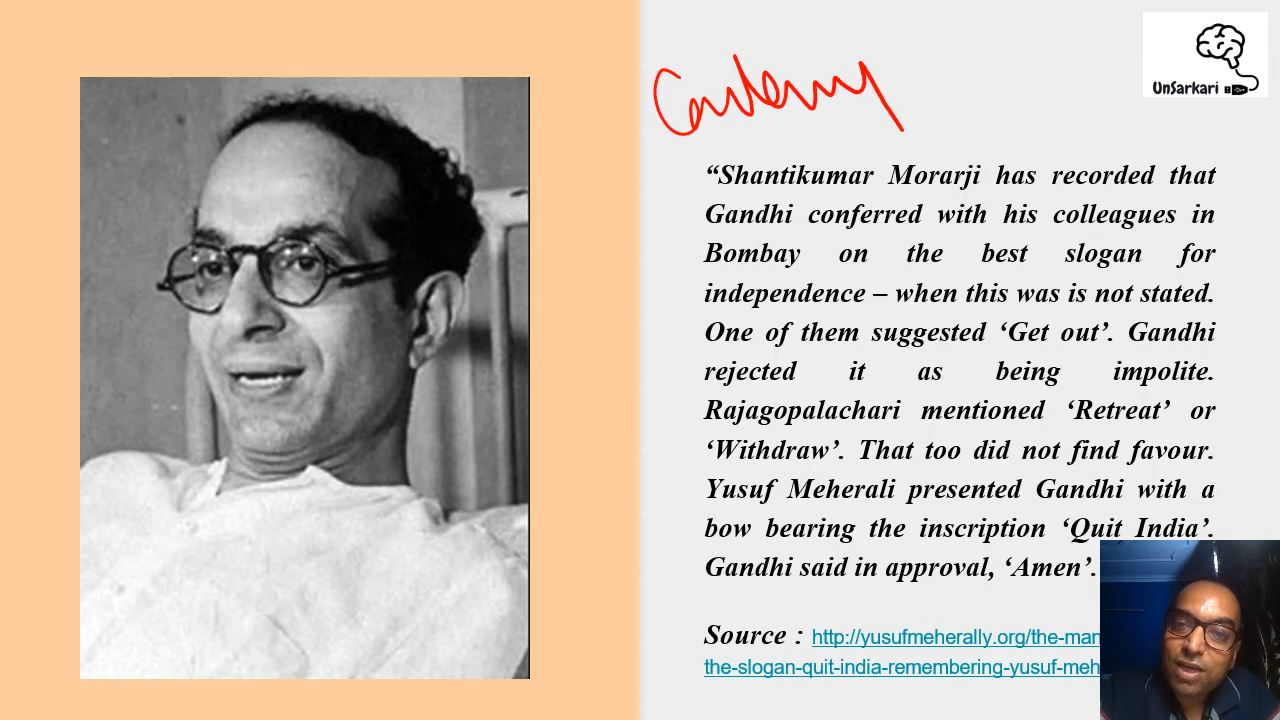 UnSarkari
“Shantikumar Morarji has recorded that
Gandhi conferred with his colleagues in
Bombay on the best slogan for
independence – when this was is not stated.
One of them suggested ‘Get out’. Gandhi
rejected it as being impolite.
Rajagopalachari mentioned ‘Retreat’ or
‘Withdraw’. That too did not find favour.
Yusuf Meherali presented Gandhi with a
bow bearing the inscription ‘Quit India’.
Gandhi said in approval, ‘Amen’.
Source : http://yusufmeherally.org/the-man
the-slogan-quit-india-remembering-yusuf-meh